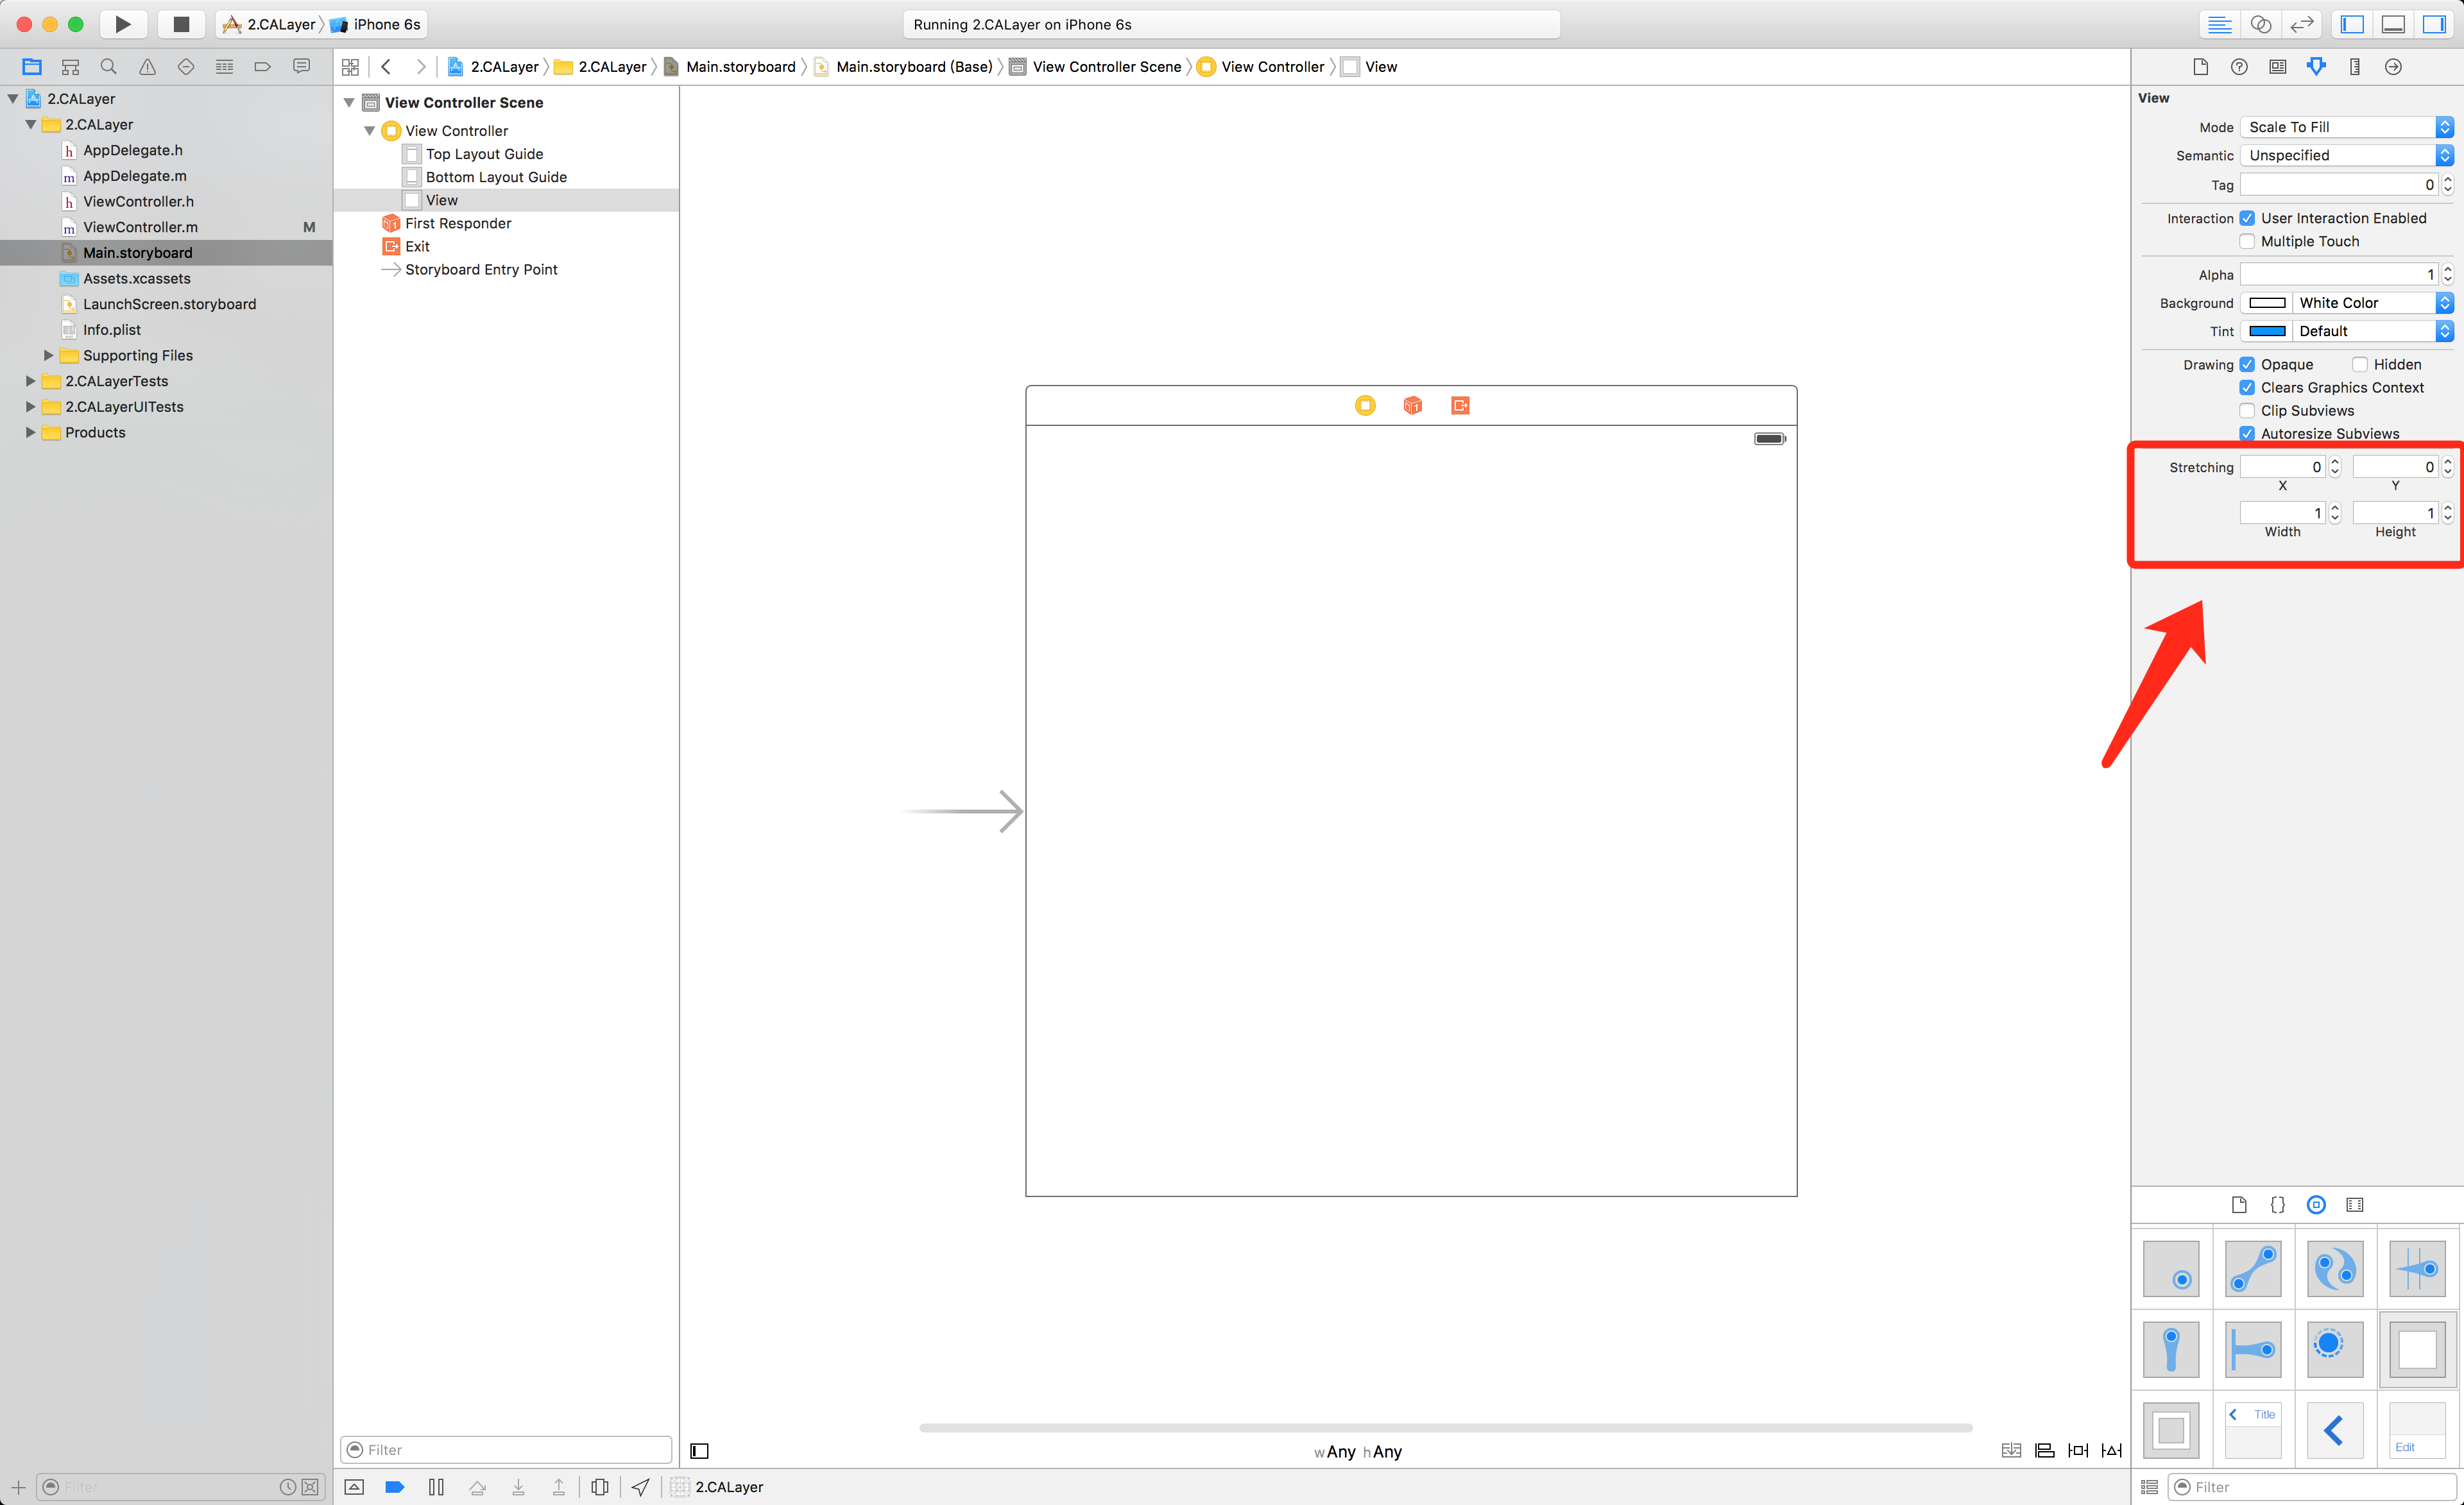 2.CALayer 〉 iPhone 6s
Running 2.CALayer on iPhone 6s
2.CALayer 〉 2.CALayer 〉 Main.storyboard 〉 Main.storyboard (Base) 〉 View Controller Scene 〉 View Controller 〉 View
2.CALayer
2.CALayer
AppDelegate.h
AppDelegate.m
ViewController.h
ViewController.m M
Main.storyboard
Assets.xcassets
LaunchScreen.storyboard
Info.plist
Supporting Files
2.CALayerTests
2.CALayerUITests
Products
Filter
View Controller Scene
View Controller
Top Layout Guide
Bottom Layout Guide
View
First Responder
Exit
Storyboard Entry Point
Filter
wAny hAny
2.CALayer
View
Mode Scale To Fill
Semantic Unspecified
Tag 0
Interaction User Interaction Enabled
Multiple Touch
Alpha 1
Background White Color
Tint Default
Drawing Opaque Hidden
Clears Graphics Context
Clip Subviews
Autoresize Subviews
Stretching 0 0
X Y
1 1
Width Height
Title
Edit
Filter